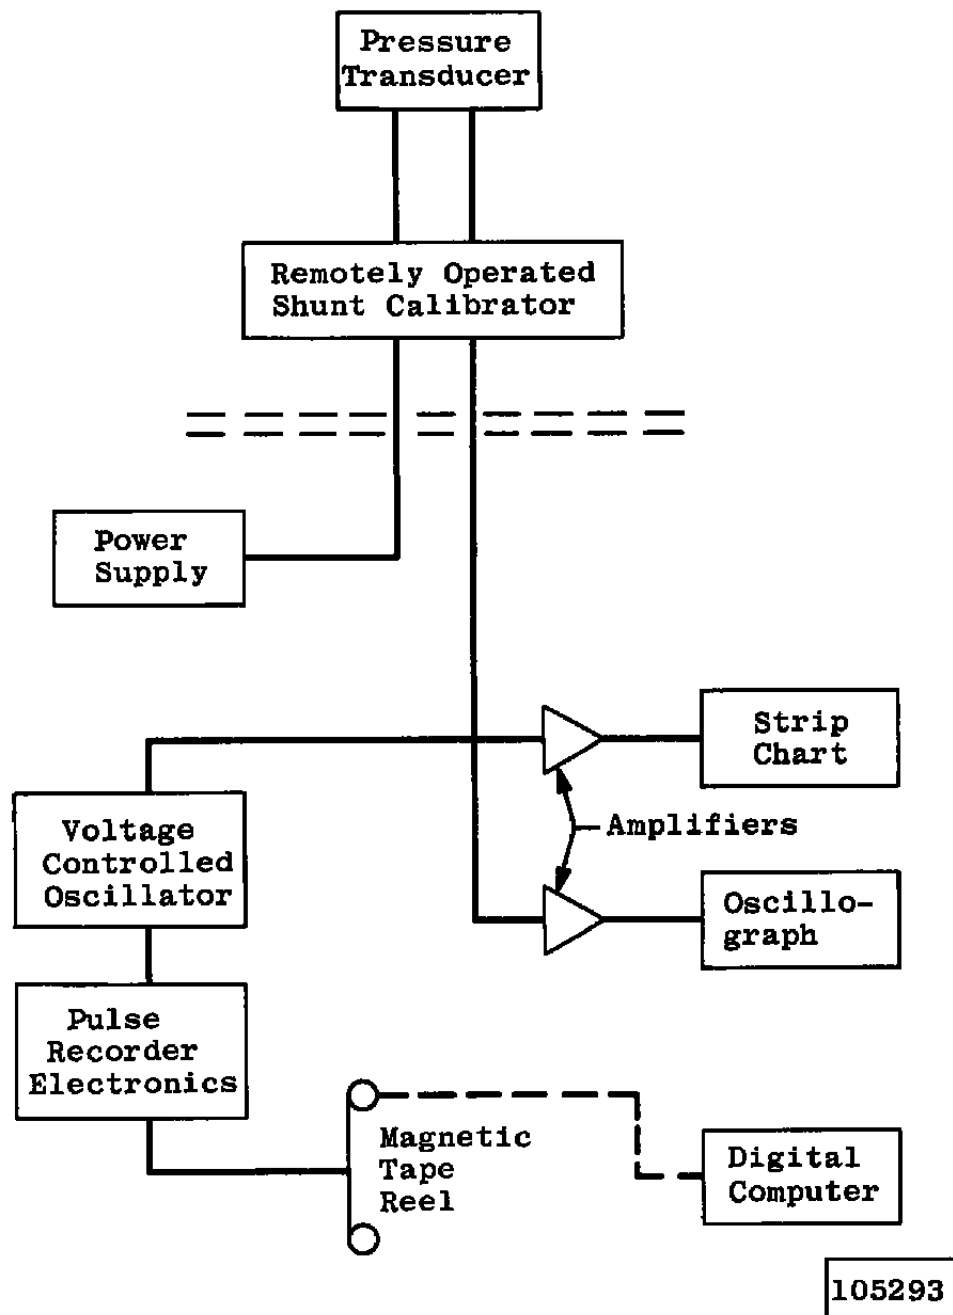 Pressure
Transducer
Remotely Operated
Shunt Calibrator
Power
Supply
Strip
Chart
Amplifiers
Voltage
Controlled
Oscillator
Oscillo-
graph
Pulse
Recorder
Electronics
Magnetic
Tape
Reel
Digital
Computer
105293